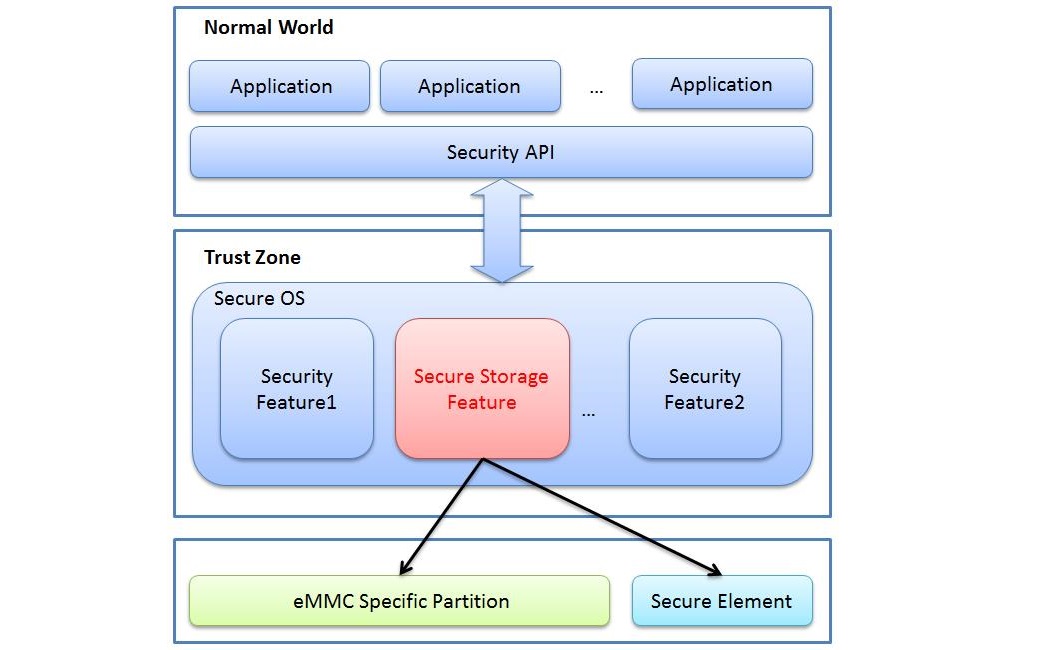 Normal World
Application
Application
...
Application
Security API
Trust Zone
Secure OS
Security
Feature1
Secure Storage
Feature
...
Security
Feature2
eMMC Specific Partition
Secure Element